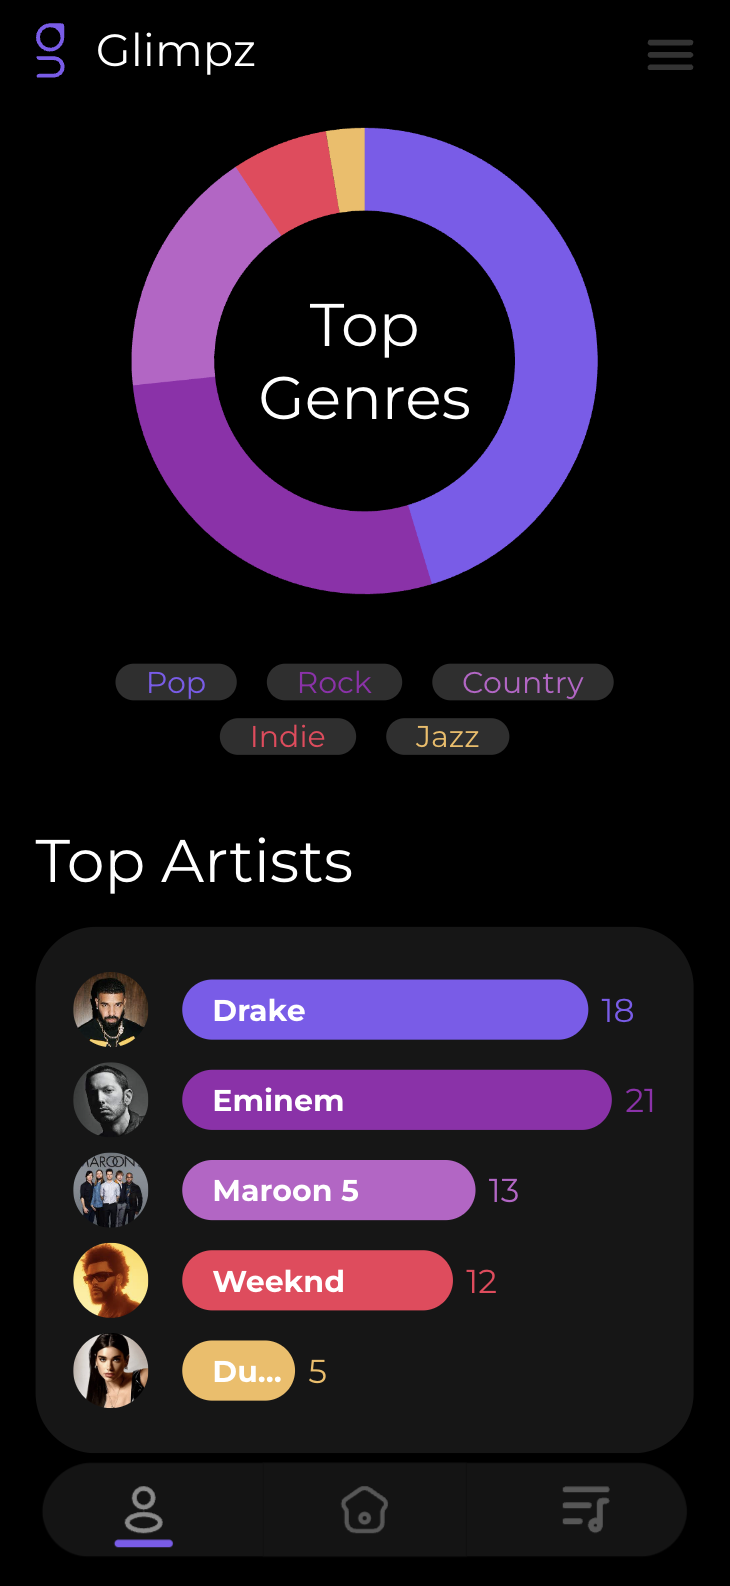 Glimpz
Top
Genres
Pop Rock Country
Indie Jazz
Top Artists
Drake 18
Eminem 21
MAROON
Maroon 5 13
Weeknd 12
Du... 5